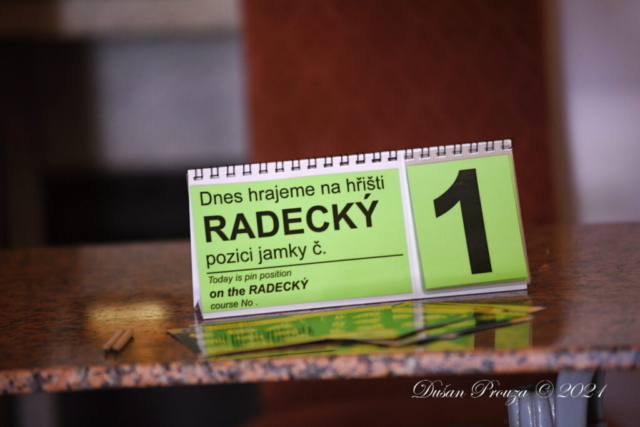 Dnes hrajeme na hřišti
RADECKÝ
pozici jamky č.
Today is pin position
on the RADECKÝ
course No .
1
Dušan Prouza © 2021